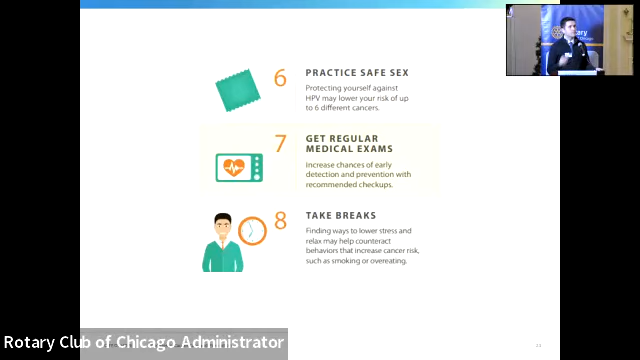 6
PRACTICE SAFE SEX
Protecting yourself against
HPV may lower your risk of up
to 6 different cancers.
7
GET REGULAR
MEDICAL EXAMS
Increase chances of early
detection and prevention with
recommended checkups.
8
TAKE BREAKS
Finding ways to lower stress and
relax may help counteract
behaviors that increase cancer risk,
such as smoking or overeating.
Rotary
Rotary Club of Chicago Administrator